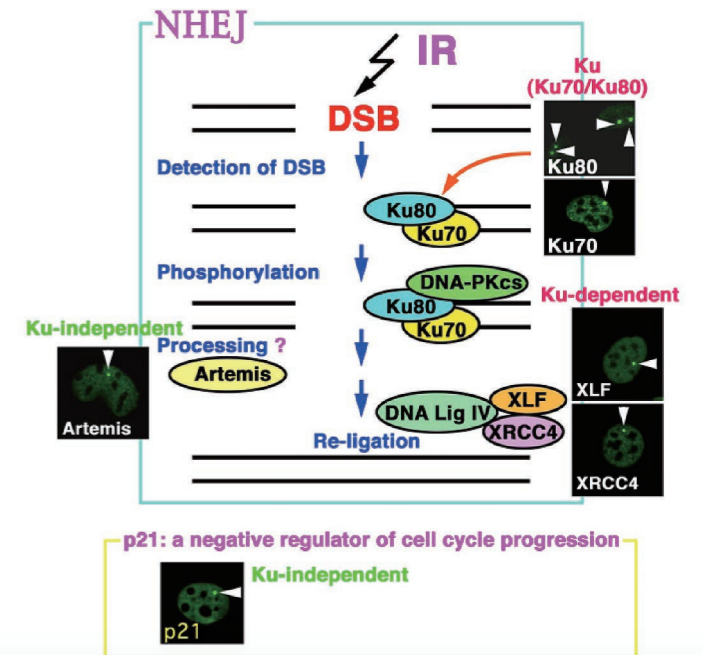 NHEJ
IR
Ku
(Ku70/Ku80)
DSB
Detection of DSB
Ku80
Ku80
Ku70
Ku70
Phosphorylation
DNA-PKcs
Ku80
Ku70
Ku-dependent
Ku-independent
Processing ?
Artemis
Artemis
XLF
XLF
DNA Lig IV
XRCC4
Re-ligation
XRCC4
p21: a negative regulator of cell cycle progression
Ku-independent
p21